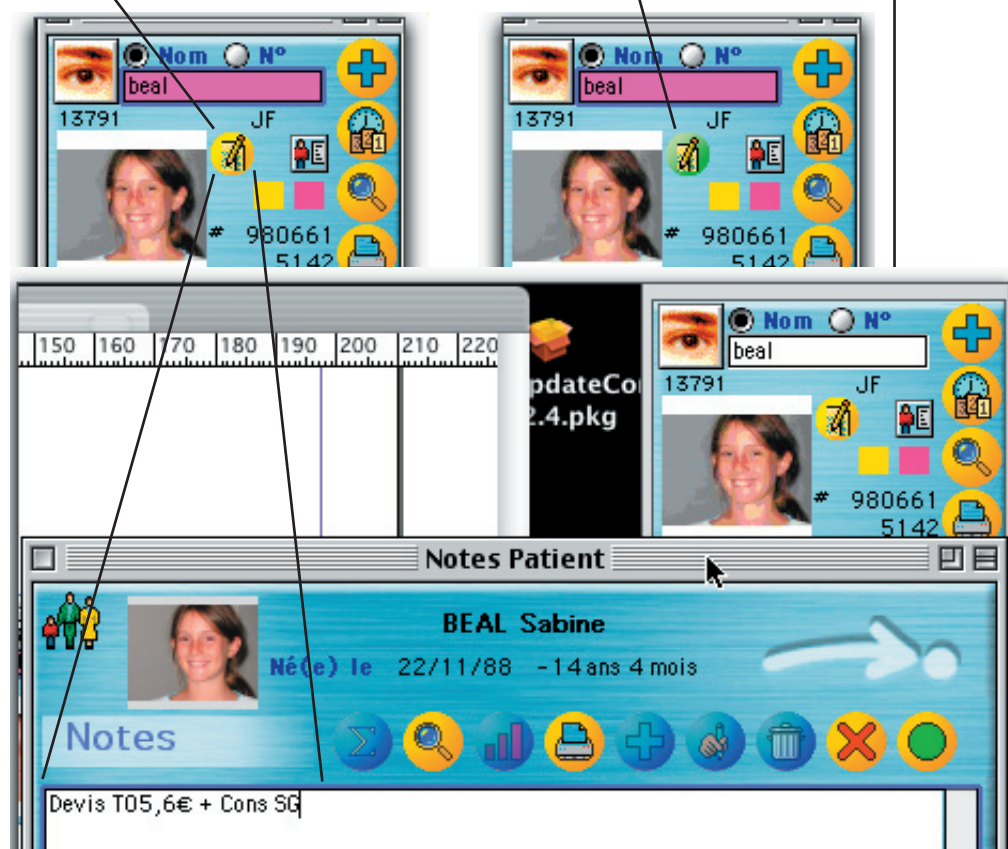 Nom N°
beal
13791 JF
# 980661
5142
Nom N°
beal
13791 JF
# 980661
5142
150 160 170 180 190 200 210 220
pdateCo
2.4.pkg
Nom N°
beal
13791 JF
# 980661
5142
Notes Patient
BEAL Sabine
Né(e) le 22/11/88 -14 ans 4 mois
Notes
Devis T05,6€ + Cons SG